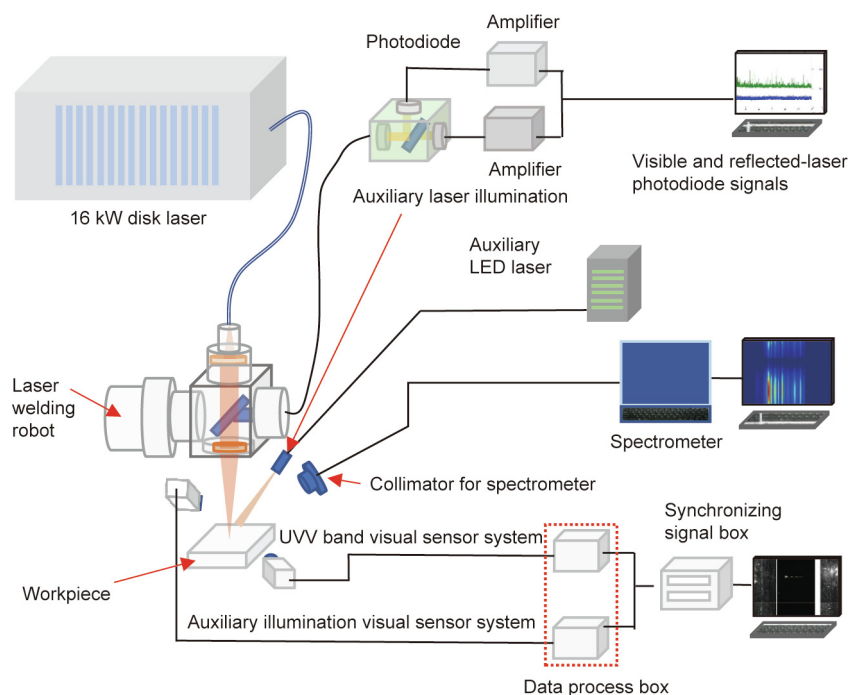 Amplifier
Photodiode
Amplifier
Visible and reflected-laser
photodiode signals
16 kW disk laser
Auxiliary laser illumination
Auxiliary
LED laser
Laser
welding
robot
Spectrometer
Collimator for spectrometer
UVV band visual sensor system
Synchronizing
signal box
Workpiece
Auxiliary illumination visual sensor system
Data process box